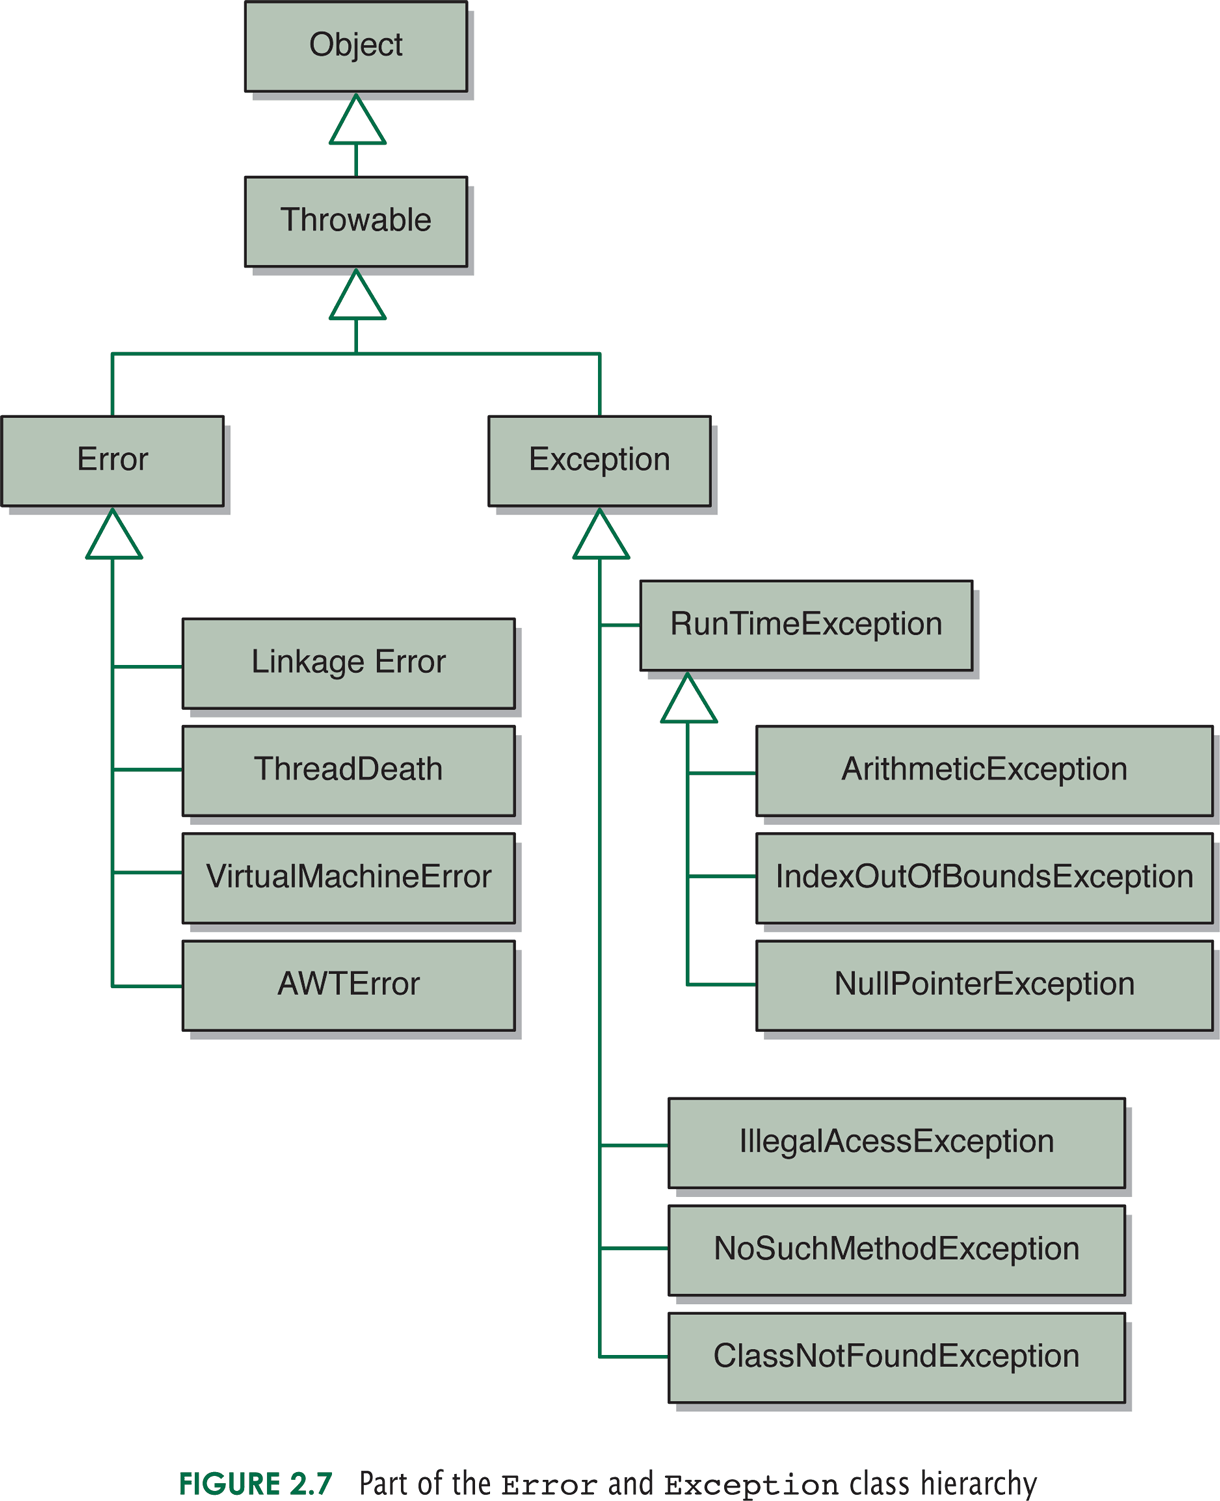 Object
Throwable
Error
Exception
RunTimeException
Linkage Error
ThreadDeath
VirtualMachineError
AWTError
ArithmeticException
IndexOutOfBoundsException
NullPointerException
IllegalAcessException
NoSuchMethodException
ClassNotFoundException
FIGURE 2.7 Part of the Error and Exception class hierarchy